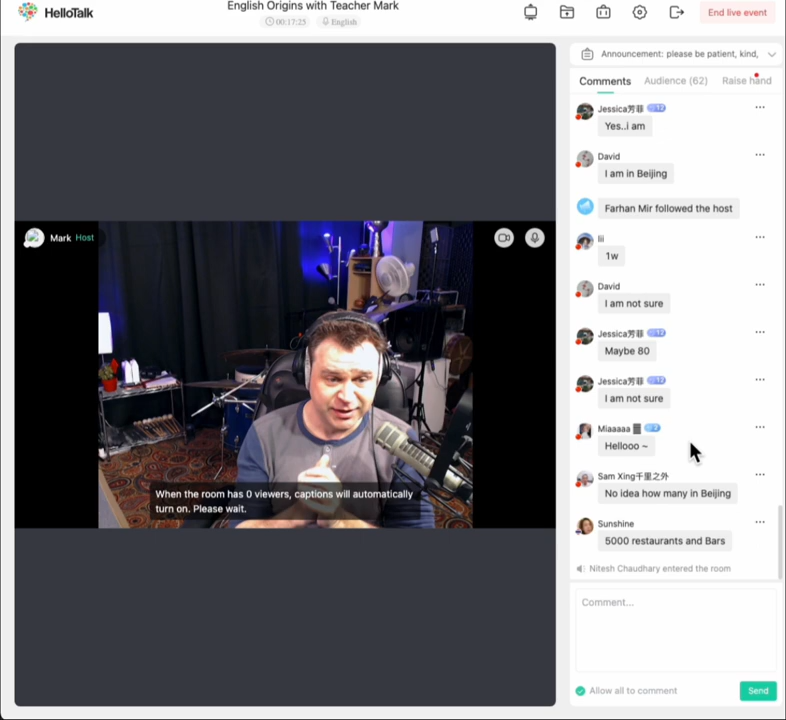 HelloTalk
English Origins with Teacher Mark
00:17:25 English
End live event
Mark Host
When the room has 0 viewers, captions will automatically
turn on. Please wait.
Announcement: please be patient, kind,
Comments Audience (62) Raise hand
Jessica芳菲 12
Yes..i am
David
I am in Beijing
Farhan Mir followed the host
1w
David
I am not sure
Jessica芳菲 12
Maybe 80
Jessica芳菲 12
I am not sure
Miaaaaa 2
Hellooo ~
Sam Xing千里之外
No idea how many in Beijing
Sunshine
5000 restaurants and Bars
Nitesh Chaudhary entered the room
Comment...
Allow all to comment
Send